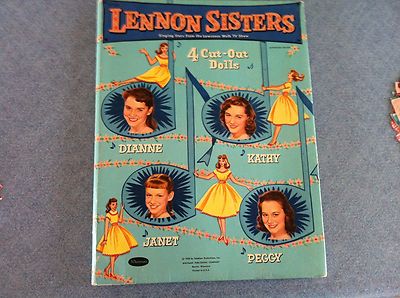 LENNON SISTERS
Singing Stars from The Lawrence Welk TV Show
4 Cut-Out
Dolls
DIANNE
KATHY
JANET
PEGGY
Whitman